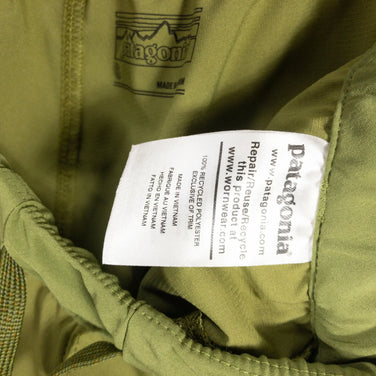 patagonia
MADE IN
patagonia
www.patagonia.com
Repair/Reuse/Recycle
this product at
www.wornwear.com
100% RECYCLED POLYESTER
EXCLUSIVE OF TRIM
MADE IN VIETNAM
FABRIQUE AU VIETNAM
HECHO EN VIETNAM
FATTO IN VIETNAM